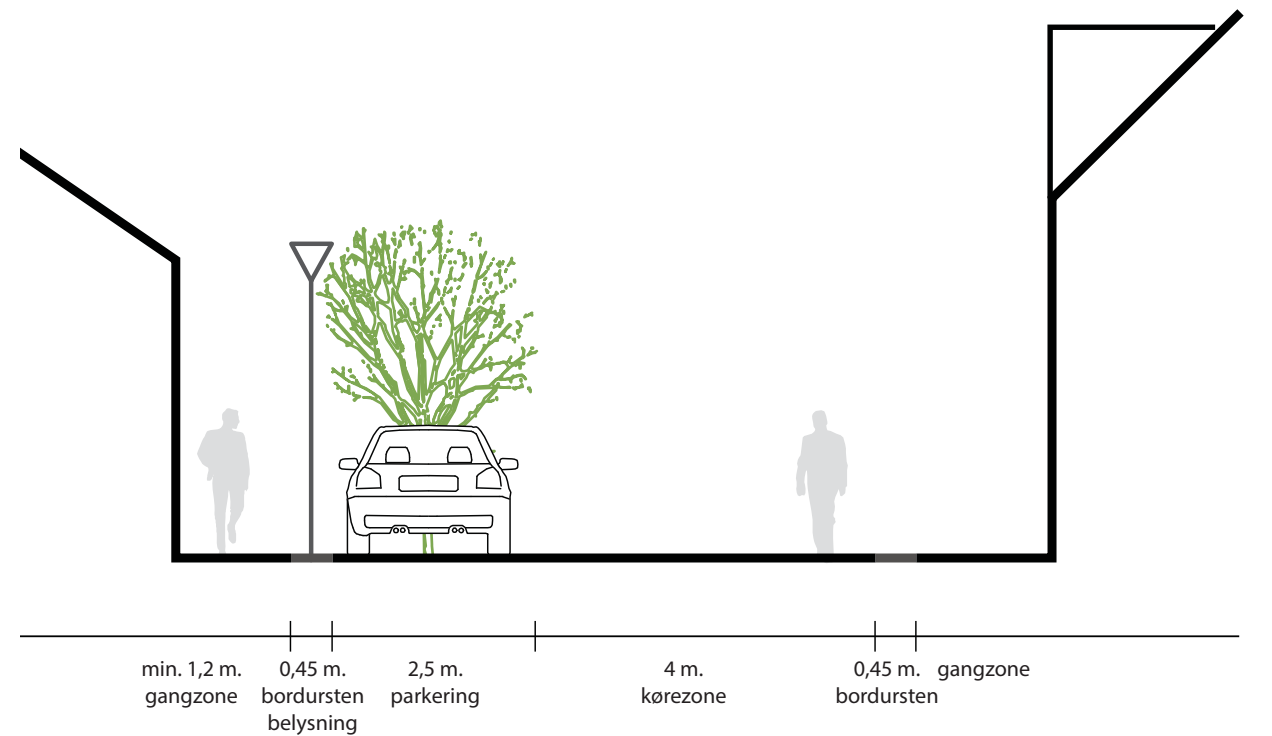 min. 1,2 m.
gangzone
0,45 m.
bordursten
belysning
2,5 m.
parkering
4 m.
kørezone
0,45 m.
bordursten
gangzone